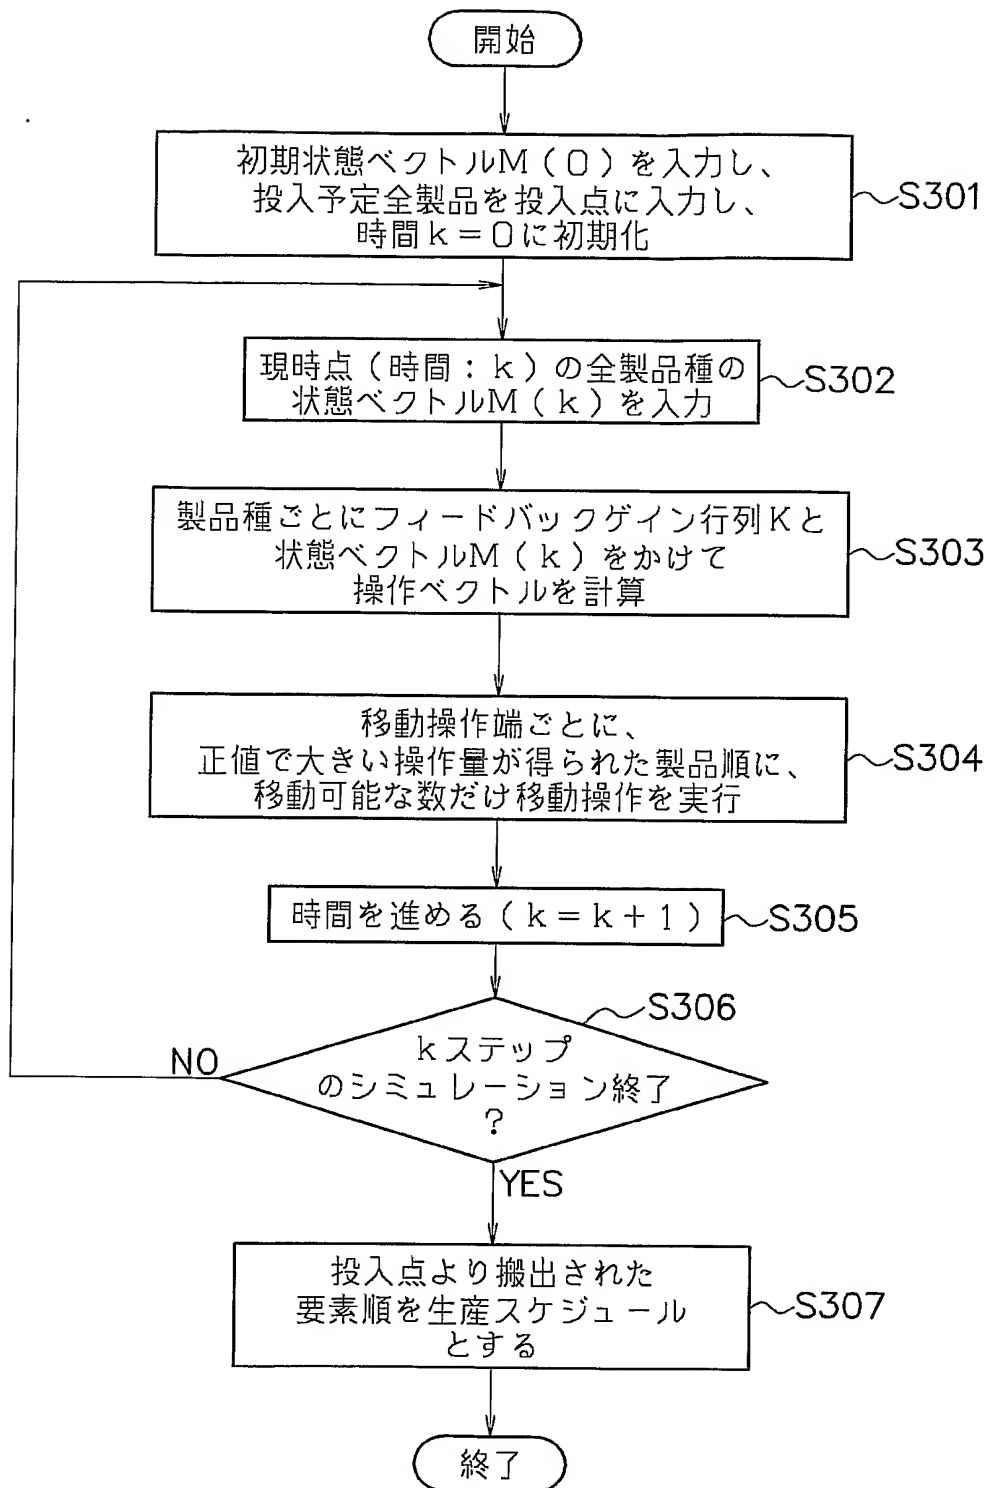 開始
初期状態ベクトルM(0)を入力し、
投入予定全製品を投入点に入力し、
時間k=0に初期化
S301
現時点(時間:k)の全製品種の
状態ベクトルM(k)を入力
S302
製品種ごとにフィードバックゲイン行列Kと
状態ベクトルM(k)をかけて
操作ベクトルを計算
S303
移動操作端ごとに、
正値で大きい操作量が得られた製品順に、
移動可能な数だけ移動操作を実行
S304
時間を進める(k=k+1)
S305
S306
kステップ
のシミュレーション終了
?
NO
YES
投入点より搬出された
要素順を生産スケジュール
とする
S307
終了